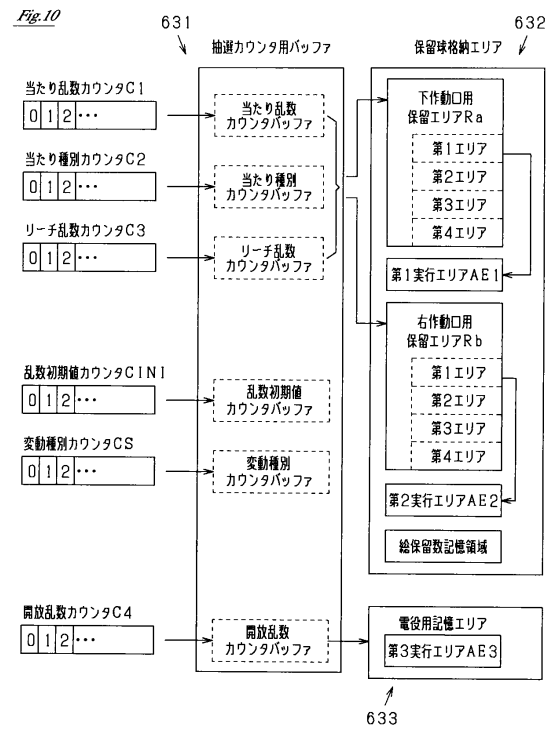 Fig.10
631
632
抽選カウンタ用バッファ
保留球格納エリア
当たり乱数カウンタC1
0 1 2 ・・・
当たり乱数
カウンタバッファ
下作動口用
保留エリアRa
第1エリア
第2エリア
第3エリア
第4エリア
当たり種別カウンタC2
0 1 2 ・・・
当たり種別
カウンタバッファ
リーチ乱数カウンタC3
0 1 2 ・・・
リーチ乱数
カウンタバッファ
第1実行エリアAE1
右作動口用
保留エリアRb
第1エリア
第2エリア
第3エリア
第4エリア
乱数初期値カウンタCINI
0 1 2 ・・・
乱数初期値
カウンタバッファ
変動種別カウンタCS
0 1 2 ・・・
変動種別
カウンタバッファ
第2実行エリアAE2
総保留数記憶領域
開放乱数カウンタC4
0 1 2 ・・・
開放乱数
カウンタバッファ
電役用記憶エリア
第3実行エリアAE3
633